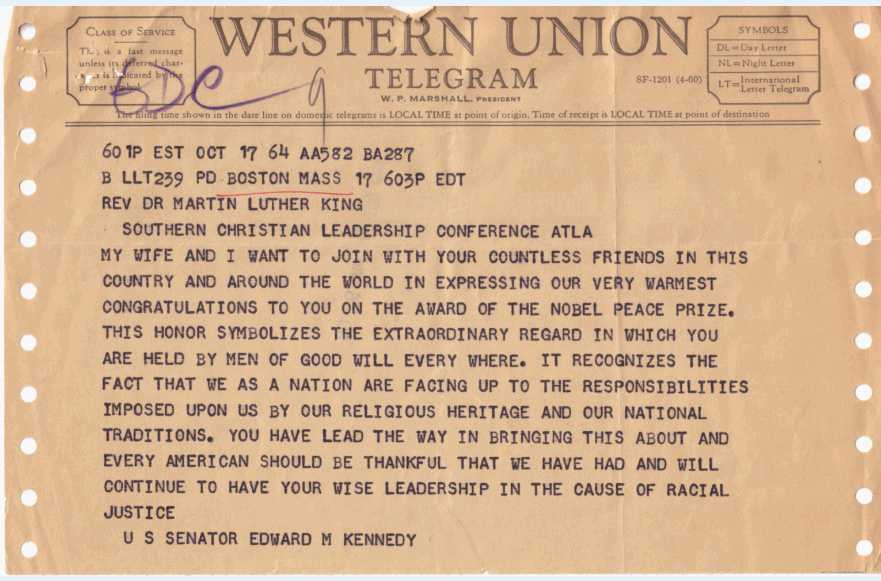 CLASS OF SERVICE
This is a fast message
unless its deferred char-
acter is indicated by the
proper symbol.
WESTERN UNION
TELEGRAM
W. P. MARSHALL, PRESIDENT
SF-1201 (4-60)
SYMBOLS
DL=Day Letter
NL=Night Letter
LT=International
Letter Telegram
The filing time shown in the date line on domestic telegrams is LOCAL TIME at point of origin. Time of receipt is LOCAL TIME at point of destination
601P EST OCT 17 64 AA582 BA287
B LLT239 PD BOSTON MASS 17 603P EDT
REV DR MARTIN LUTHER KING
SOUTHERN CHRISTIAN LEADERSHIP CONFERENCE ATLA
MY WIFE AND I WANT TO JOIN WITH YOUR COUNTLESS FRIENDS IN THIS
COUNTRY AND AROUND THE WORLD IN EXPRESSING OUR VERY WARMEST
CONGRATULATIONS TO YOU ON THE AWARD OF THE NOBEL PEACE PRIZE.
THIS HONOR SYMBOLIZES THE EXTRAORDINARY REGARD IN WHICH YOU
ARE HELD BY MEN OF GOOD WILL EVERY WHERE. IT RECOGNIZES THE
FACT THAT WE AS A NATION ARE FACING UP TO THE RESPONSIBILITIES
IMPOSED UPON US BY OUR RELIGIOUS HERITAGE AND OUR NATIONAL
TRADITIONS. YOU HAVE LEAD THE WAY IN BRINGING THIS ABOUT AND
EVERY AMERICAN SHOULD BE THANKFUL THAT WE HAVE HAD AND WILL
CONTINUE TO HAVE YOUR WISE LEADERSHIP IN THE CAUSE OF RACIAL
JUSTICE
U S SENATOR EDWARD M KENNEDY